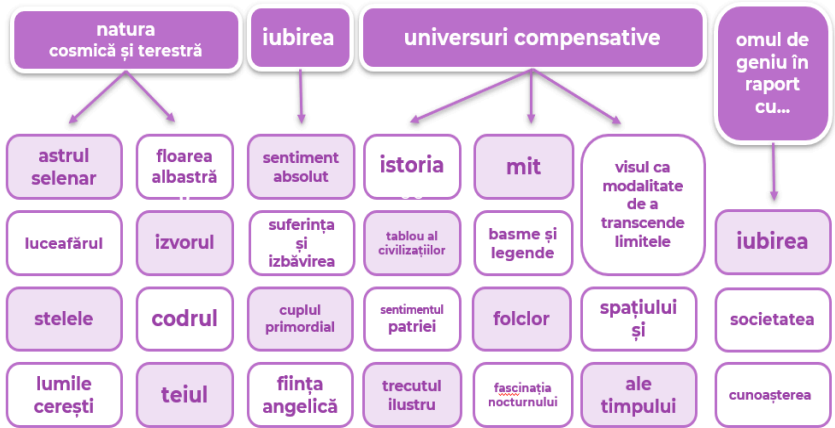 natura
cosmică și terestră
iubirea
universuri compensative
omul de
geniu în
raport
cu...
astrul
selenar
luceafărul
stelele
lumile
cerești
floarea
albastră
izvorul
codrul
teiul
sentiment
absolut
suferința
și
izbăvirea
cuplul
primordial
ființa
angelică
istoria
tablou al
civilizațiilor
sentimentul
patriei
trecutul
ilustru
mit
basme și
legende
folclor
fascinația
nocturnului
visul ca
modalitate
de a
transcende
limitele
spațiului
și
ale
timpului
iubirea
societatea
cunoașterea